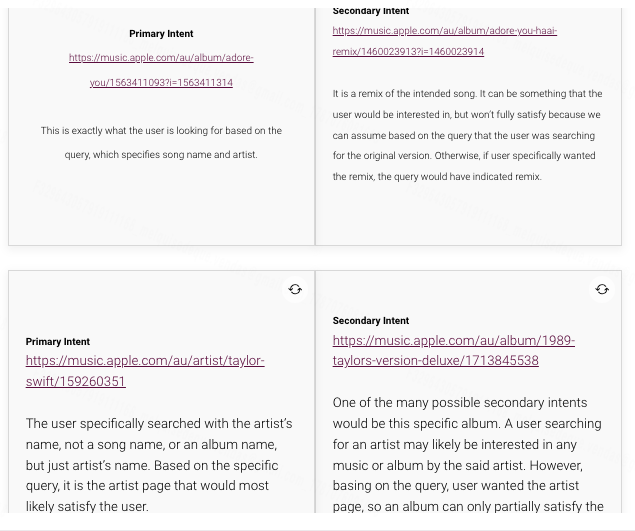 Primary Intent
https://music.apple.com/au/album/adore-
you/1563411093?i=1563411314
This is exactly what the user is looking for based on the
query, which specifies song name and artist.
Secondary Intent
https://music.apple.com/au/album/adore-you-haai-
remix/1460023913?i=1460023914
It is a remix of the intended song. It can be something that the
user would be interested in, but won't fully satisfy because we
can assume based on the query that the user was searching
for the original version. Otherwise, if user specifically wanted
the remix, the query would have indicated remix.
Primary Intent
https://music.apple.com/au/artist/taylor-
swift/159260351
The user specifically searched with the artist's
name, not a song name, or an album name,
but just artist's name. Based on the specific
query, it is the artist page that would most
likely satisfy the user.
Secondary Intent
https://music.apple.com/au/album/1989-
taylors-version-deluxe/1713845538
One of the many possible secondary intents
would be this specific album. A user searching
for an artist may likely be interested in any
music or album by the said artist. However,
basing on the query, user wanted the artist
page, so an album can only partially satisfy the